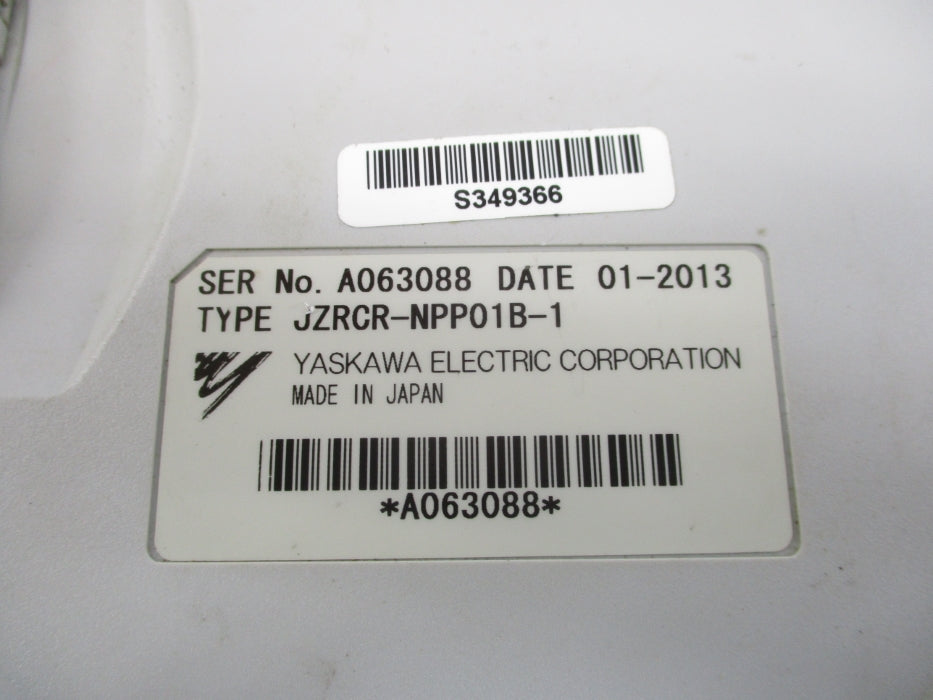 S349366
SER No. A063088 DATE 01-2013
TYPE JZRCR-NPP01B-1
YASKAWA ELECTRIC CORPORATION
MADE IN JAPAN
*A063088*